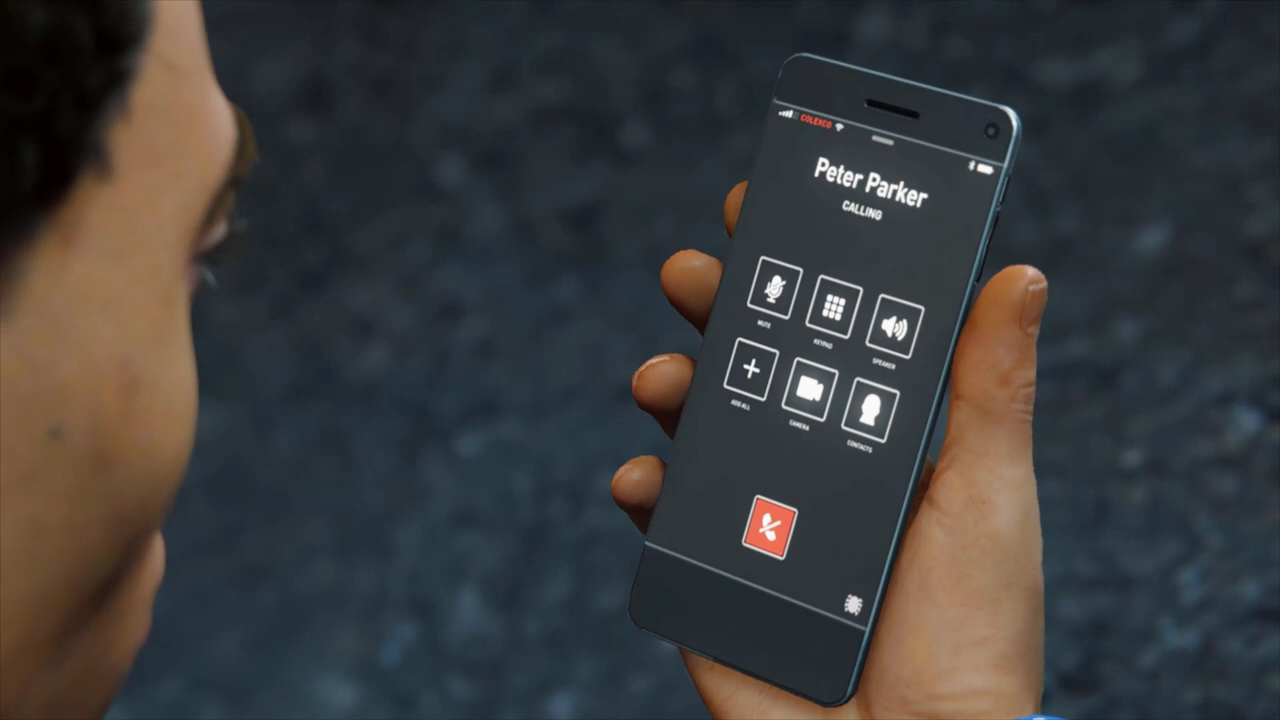 COLEXCO
Peter Parker
CALLING
MUTE
KEYPAD
SPEAKER
ADD ALL
CAMERA
CONTACTS